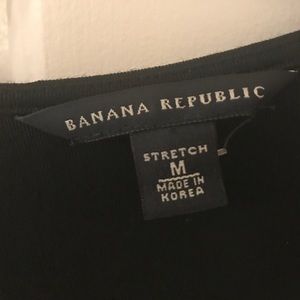 BANANA REPUBLIC
STRETCH
M
MADE IN
KOREA